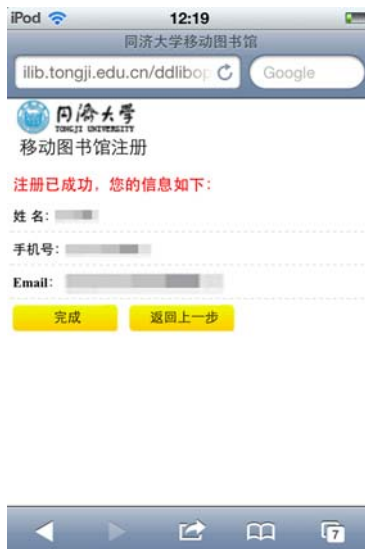 iPod 12:19
同济大学移动图书馆
ilib.tongji.edu.cn/ddlibop Google
同济大学
TONGJI UNIVERSITY
移动图书馆注册
注册已成功，您的信息如下：
姓 名：
手机号：
Email：
完成 返回上一步
7